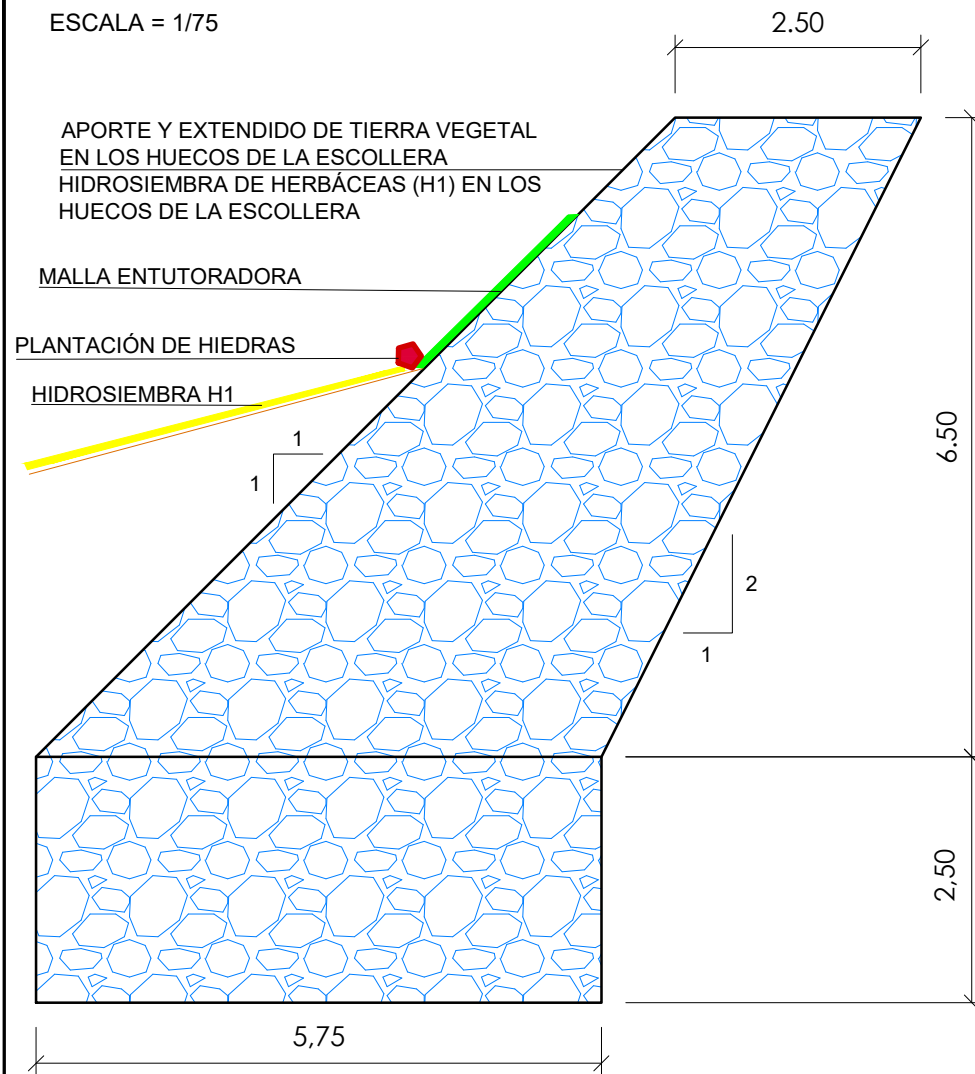 ESCALA = 1/75
2.50
APORTE Y EXTENDIDO DE TIERRA VEGETAL
EN LOS HUECOS DE LA ESCOLLERA
HIDROSIEMBRA DE HERBÁCEAS (H1) EN LOS
HUECOS DE LA ESCOLLERA
MALLA ENTUTORADORA
PLANTACIÓN DE HIEDRAS
HIDROSIEMBRA H1
1
1
6.50
2
1
2,50
5,75